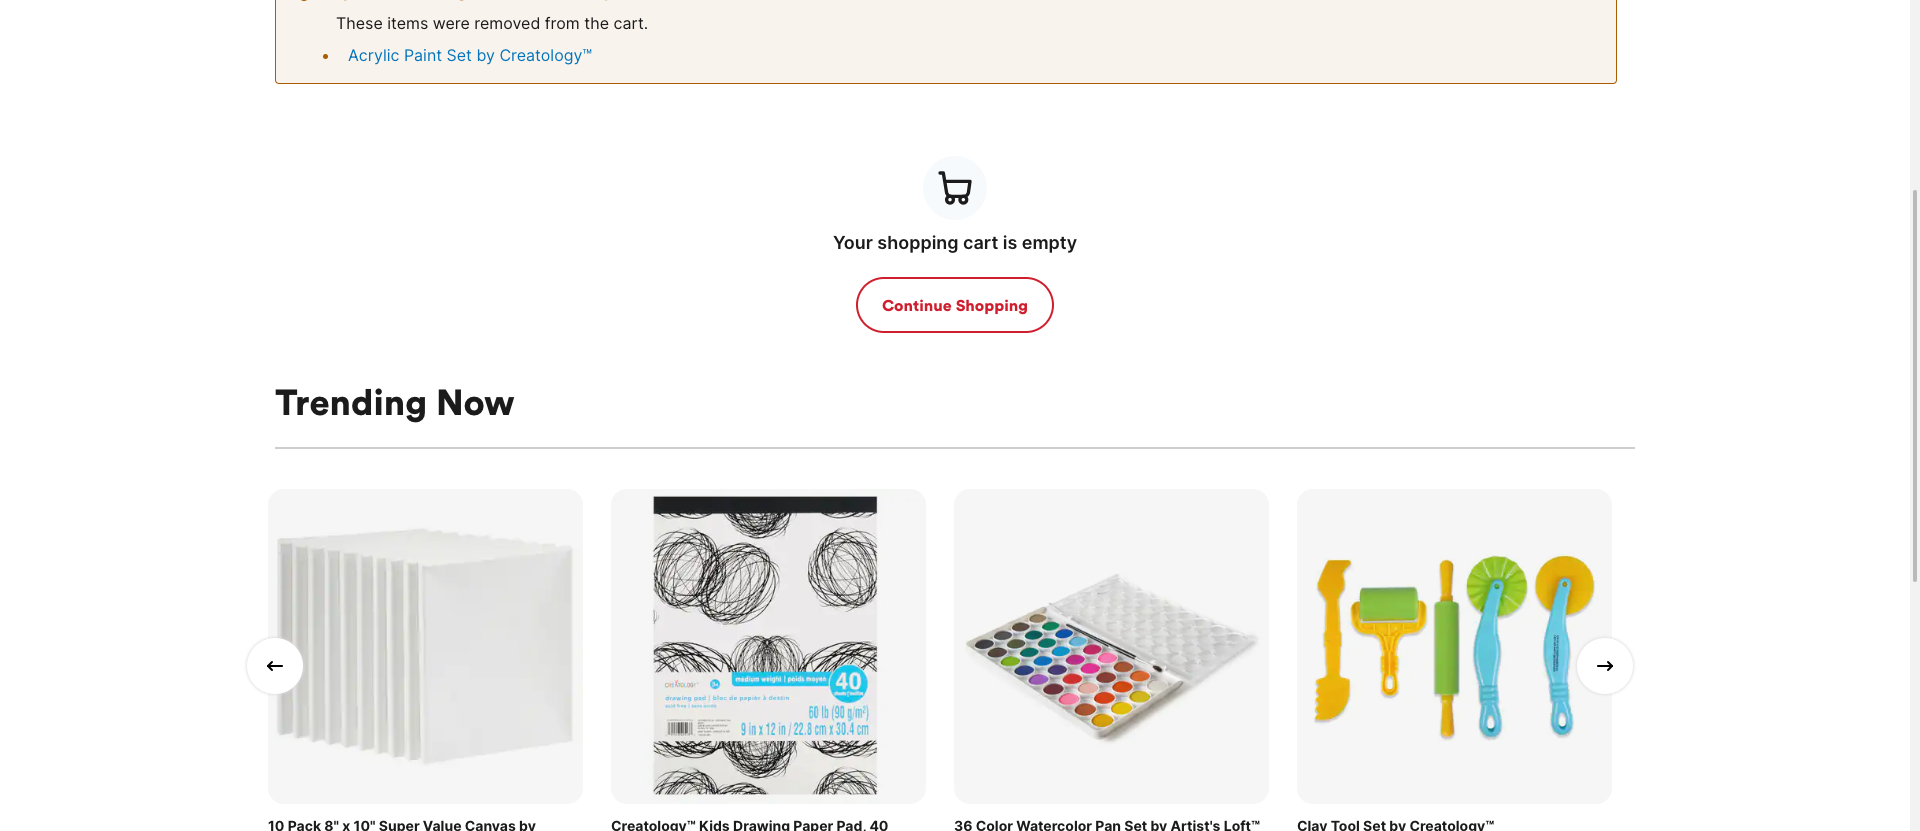 These items were removed from the cart.
Acrylic Paint Set by Creatology™
Your shopping cart is empty
Continue Shopping
Trending Now
CREATOLOGY™ 3+ medium weight | poids moyen 40
drawing pad | bloc de papier à dessin
60 lb (90 g/m²)
9 in x 12 in / 22.8 cm x 30.4 cm
10 Pack 8" x 10" Super Value Canvas by
Creatology™ Kids Drawing Paper Pad, 40
36 Color Watercolor Pan Set by Artist's Loft™
Clay Tool Set by Creatology™